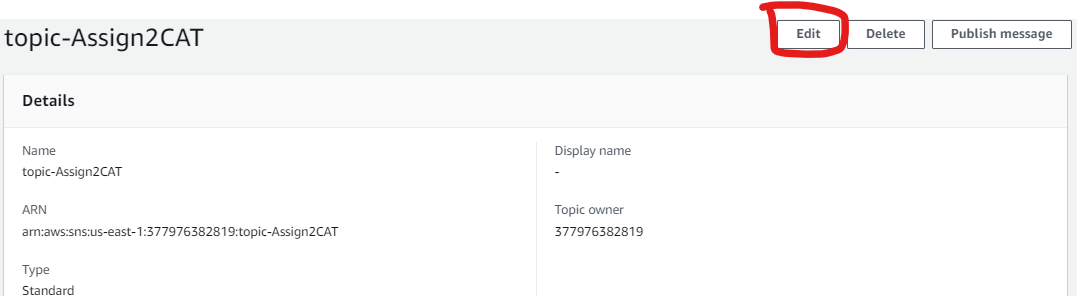 topic-Assign2CAT
Edit
Delete
Publish message
Details
Name
topic-Assign2CAT
Display name
-
ARN
arn:aws:sns:us-east-1:377976382819:topic-Assign2CAT
Topic owner
377976382819
Type
Standard